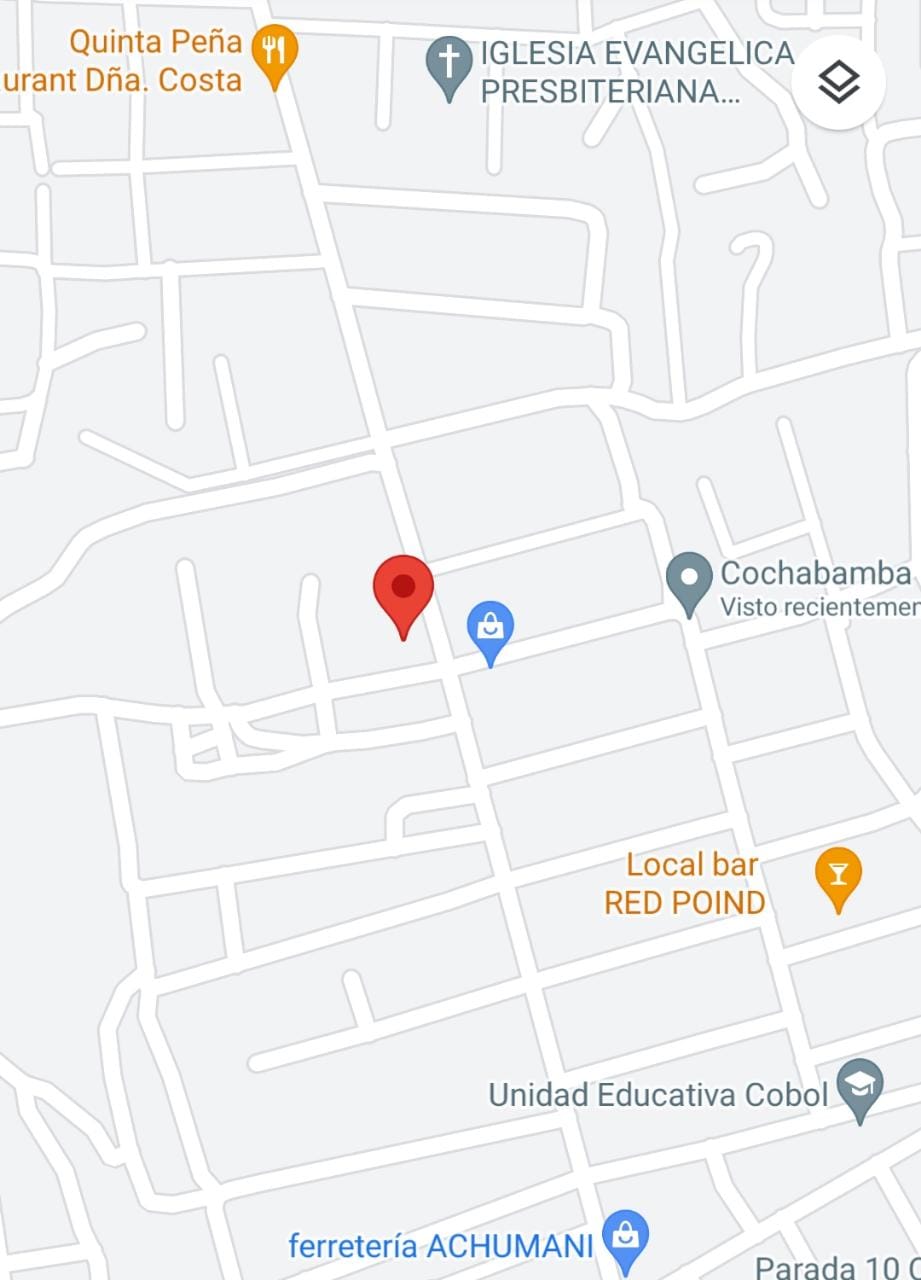 Quinta Peña
urant Dña. Costa
IGLESIA EVANGELICA
PRESBITERIANA...
Cochabamba
Visto recientemen
Local bar
RED POIND
Unidad Educativa Cobol
ferretería ACHUMANI
Parada 10 C